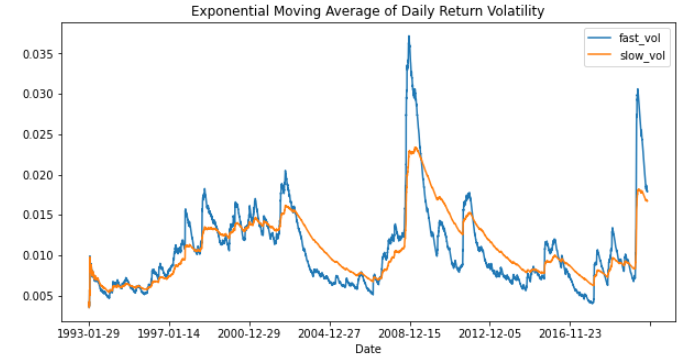 Exponential Moving Average of Daily Return Volatility
fast_vol
slow_vol
0.035
0.030
0.025
0.020
0.015
0.010
0.005
1993-01-29 1997-01-14 2000-12-29 2004-12-27 2008-12-15 2012-12-05 2016-11-23
Date